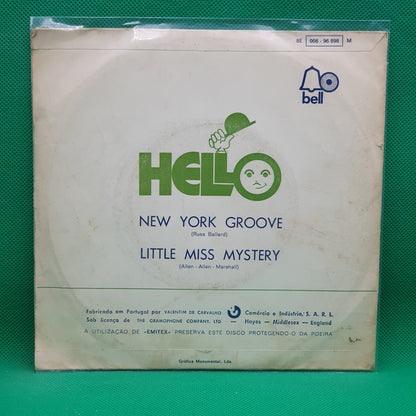 8E 006 - 96 898 M
bell
HELLO
NEW YORK GROOVE
(Russ Ballard)
LITTLE MISS MYSTERY
(Allen - Allen - Marshall)
Fabricado em Portugal por VALENTIM DE CARVALHO Comércio e Indústria, S. A. R. L.
Sob licença de THE GRAMOPHONE COMPANY, LTD — Hayes — Middlesex — England
A UTILIZAÇÃO DE «EMITEX» PRESERVA ESTE DISCO PROTEGENDO-O DA POEIRA
Gráfica Monumental, Lda.